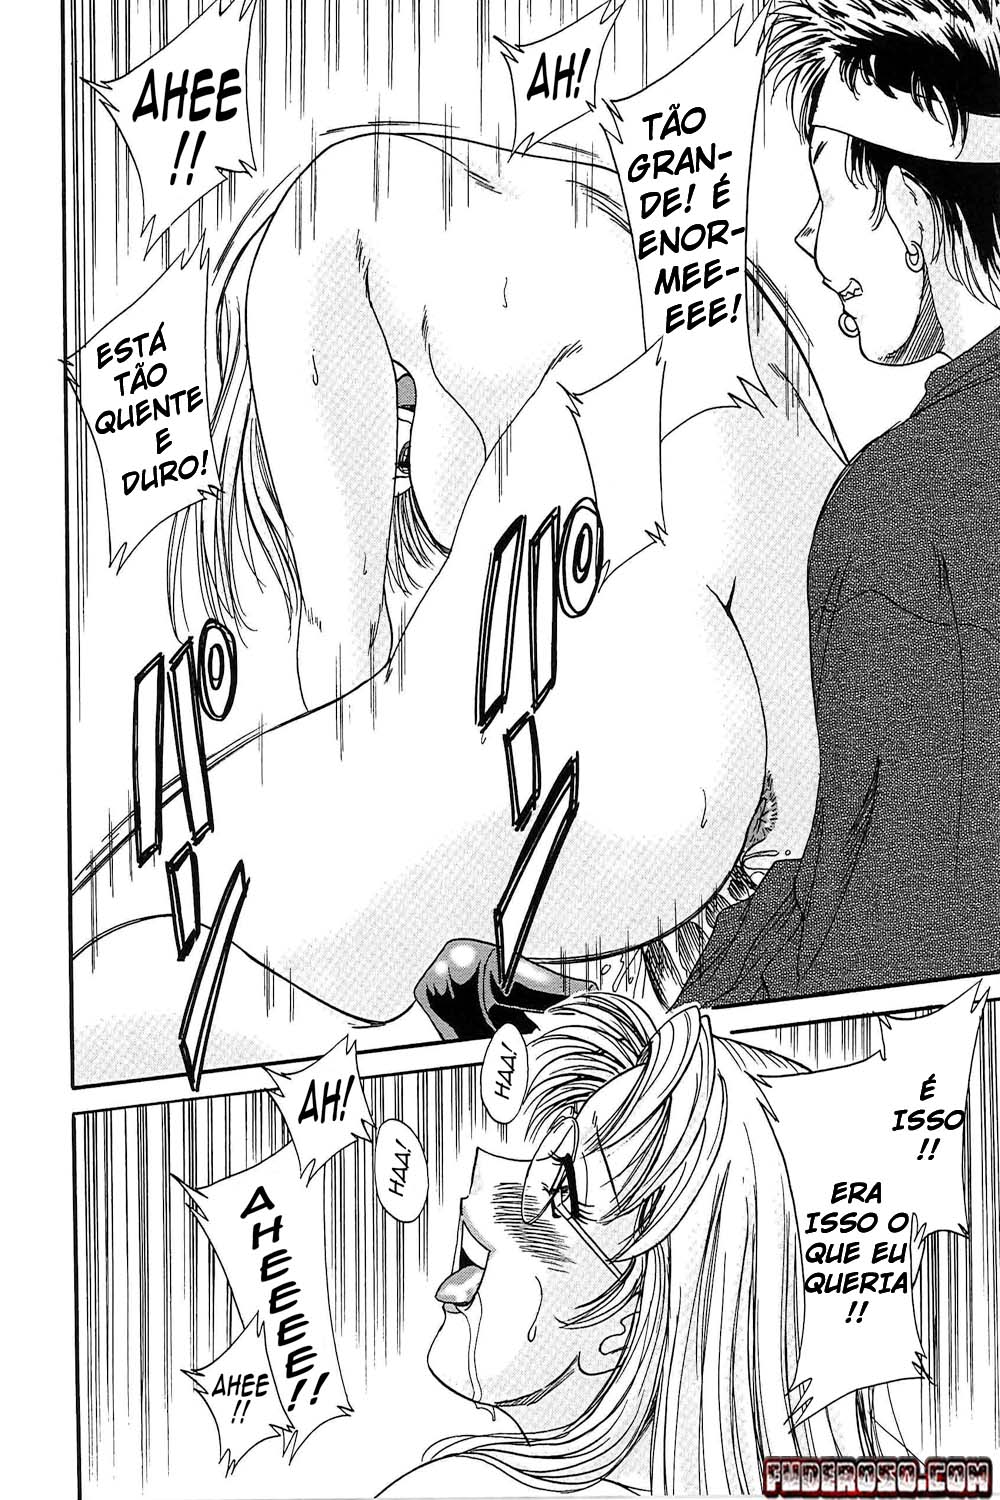 TÃO
GRAN-
DE! É
ENOR-
MEE-
EEE!
AH!
AHEE
!!
ESTÁ
TÃO
QUENTE
E
DURO!
É
ISSO
!!
ERA
ISSO O
QUE EU
QUERIA
!!
HAA!
HAA!
AH!
AHEEEE!!
AHEE
!!
FUDEROSO.COM